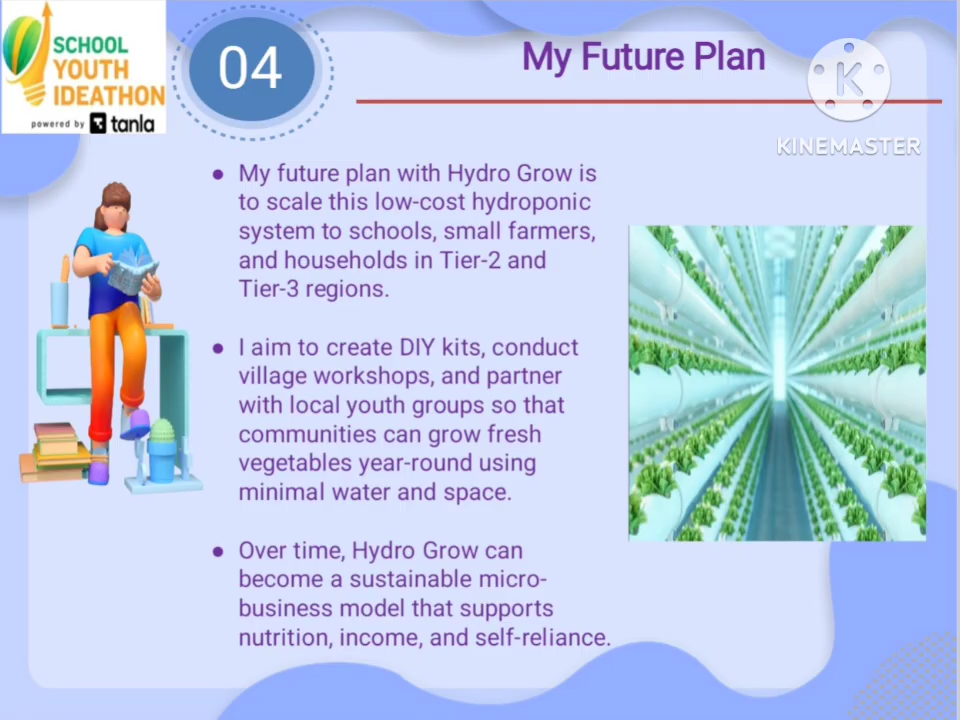 SCHOOL
YOUTH
IDEATHON
powered by tanla
04
My Future Plan
K
KINEMASTER
● My future plan with Hydro Grow is
to scale this low-cost hydroponic
system to schools, small farmers,
and households in Tier-2 and
Tier-3 regions.
● I aim to create DIY kits, conduct
village workshops, and partner
with local youth groups so that
communities can grow fresh
vegetables year-round using
minimal water and space.
● Over time, Hydro Grow can
become a sustainable micro-
business model that supports
nutrition, income, and self-reliance.